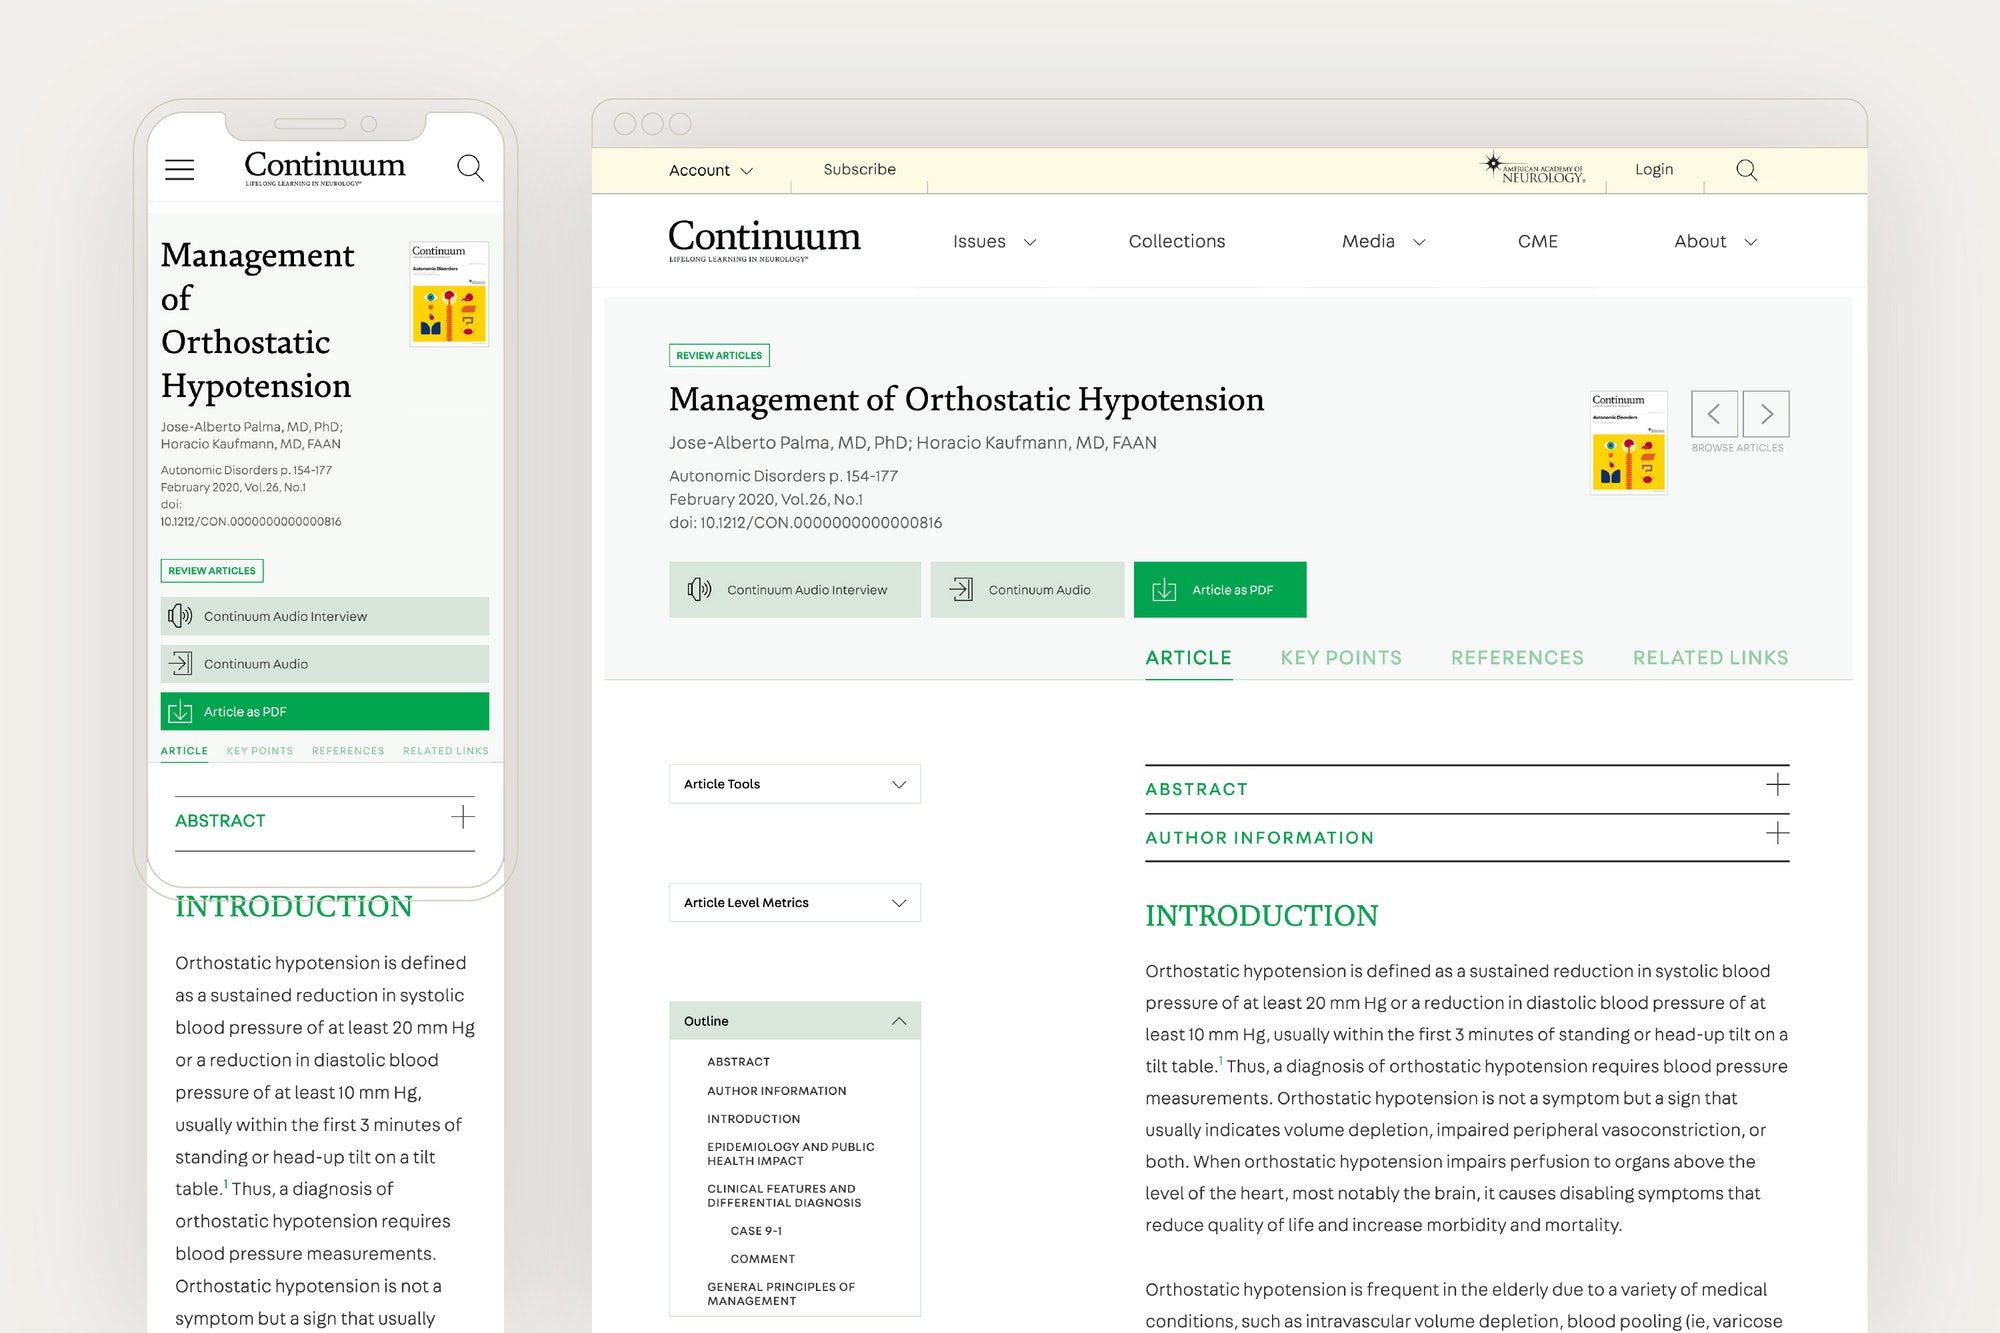 Continuum
LIFELONG LEARNING IN NEUROLOGY®
Management
of
Orthostatic
Hypotension
Continuum
Autonomic Disorders
Jose-Alberto Palma, MD, PhD;
Horacio Kaufmann, MD, FAAN
Autonomic Disorders p. 154-177
February 2020, Vol.26, No.1
doi:
10.1212/CON.0000000000000816
REVIEW ARTICLES
Continuum Audio Interview
Continuum Audio
Article as PDF
ARTICLE KEY POINTS REFERENCES RELATED LINKS
ABSTRACT
INTRODUCTION
Orthostatic hypotension is defined
as a sustained reduction in systolic
blood pressure of at least 20 mm Hg
or a reduction in diastolic blood
pressure of at least 10 mm Hg,
usually within the first 3 minutes of
standing or head-up tilt on a tilt
table.1 Thus, a diagnosis of
orthostatic hypotension requires
blood pressure measurements.
Orthostatic hypotension is not a
symptom but a sign that usually
Account Subscribe
AMERICAN ACADEMY OF
NEUROLOGY®
Login
Continuum
LIFELONG LEARNING IN NEUROLOGY®
Issues Collections Media CME About
REVIEW ARTICLES
Management of Orthostatic Hypotension
Jose-Alberto Palma, MD, PhD; Horacio Kaufmann, MD, FAAN
Autonomic Disorders p. 154-177
February 2020, Vol.26, No.1
doi: 10.1212/CON.0000000000000816
Continuum
Autonomic Disorders
BROWSE ARTICLES
Continuum Audio Interview Continuum Audio Article as PDF
ARTICLE KEY POINTS REFERENCES RELATED LINKS
Article Tools
Article Level Metrics
Outline
ABSTRACT
AUTHOR INFORMATION
INTRODUCTION
EPIDEMIOLOGY AND PUBLIC
HEALTH IMPACT
CLINICAL FEATURES AND
DIFFERENTIAL DIAGNOSIS
CASE 9-1
COMMENT
GENERAL PRINCIPLES OF
MANAGEMENT
ABSTRACT
AUTHOR INFORMATION
INTRODUCTION
Orthostatic hypotension is defined as a sustained reduction in systolic blood
pressure of at least 20 mm Hg or a reduction in diastolic blood pressure of at
least 10 mm Hg, usually within the first 3 minutes of standing or head-up tilt on a
tilt table.1 Thus, a diagnosis of orthostatic hypotension requires blood pressure
measurements. Orthostatic hypotension is not a symptom but a sign that
usually indicates volume depletion, impaired peripheral vasoconstriction, or
both. When orthostatic hypotension impairs perfusion to organs above the
level of the heart, most notably the brain, it causes disabling symptoms that
reduce quality of life and increase morbidity and mortality.
Orthostatic hypotension is frequent in the elderly due to a variety of medical
conditions, such as intravascular volume depletion, blood pooling (ie, varicose